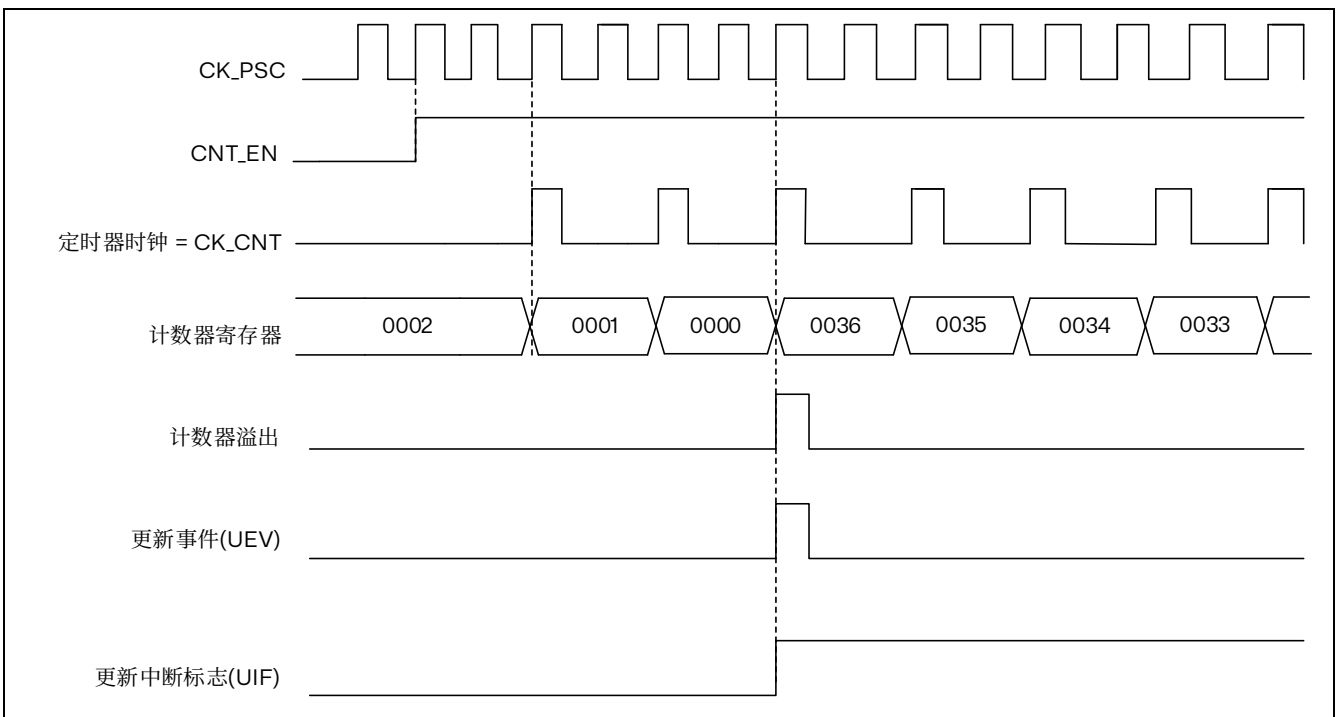 CK_PSC
CNT_EN
定时器时钟 = CK_CNT
计数器寄存器 0002 0001 0000 0036 0035 0034 0033
计数器溢出
更新事件(UEV)
更新中断标志(UIF)